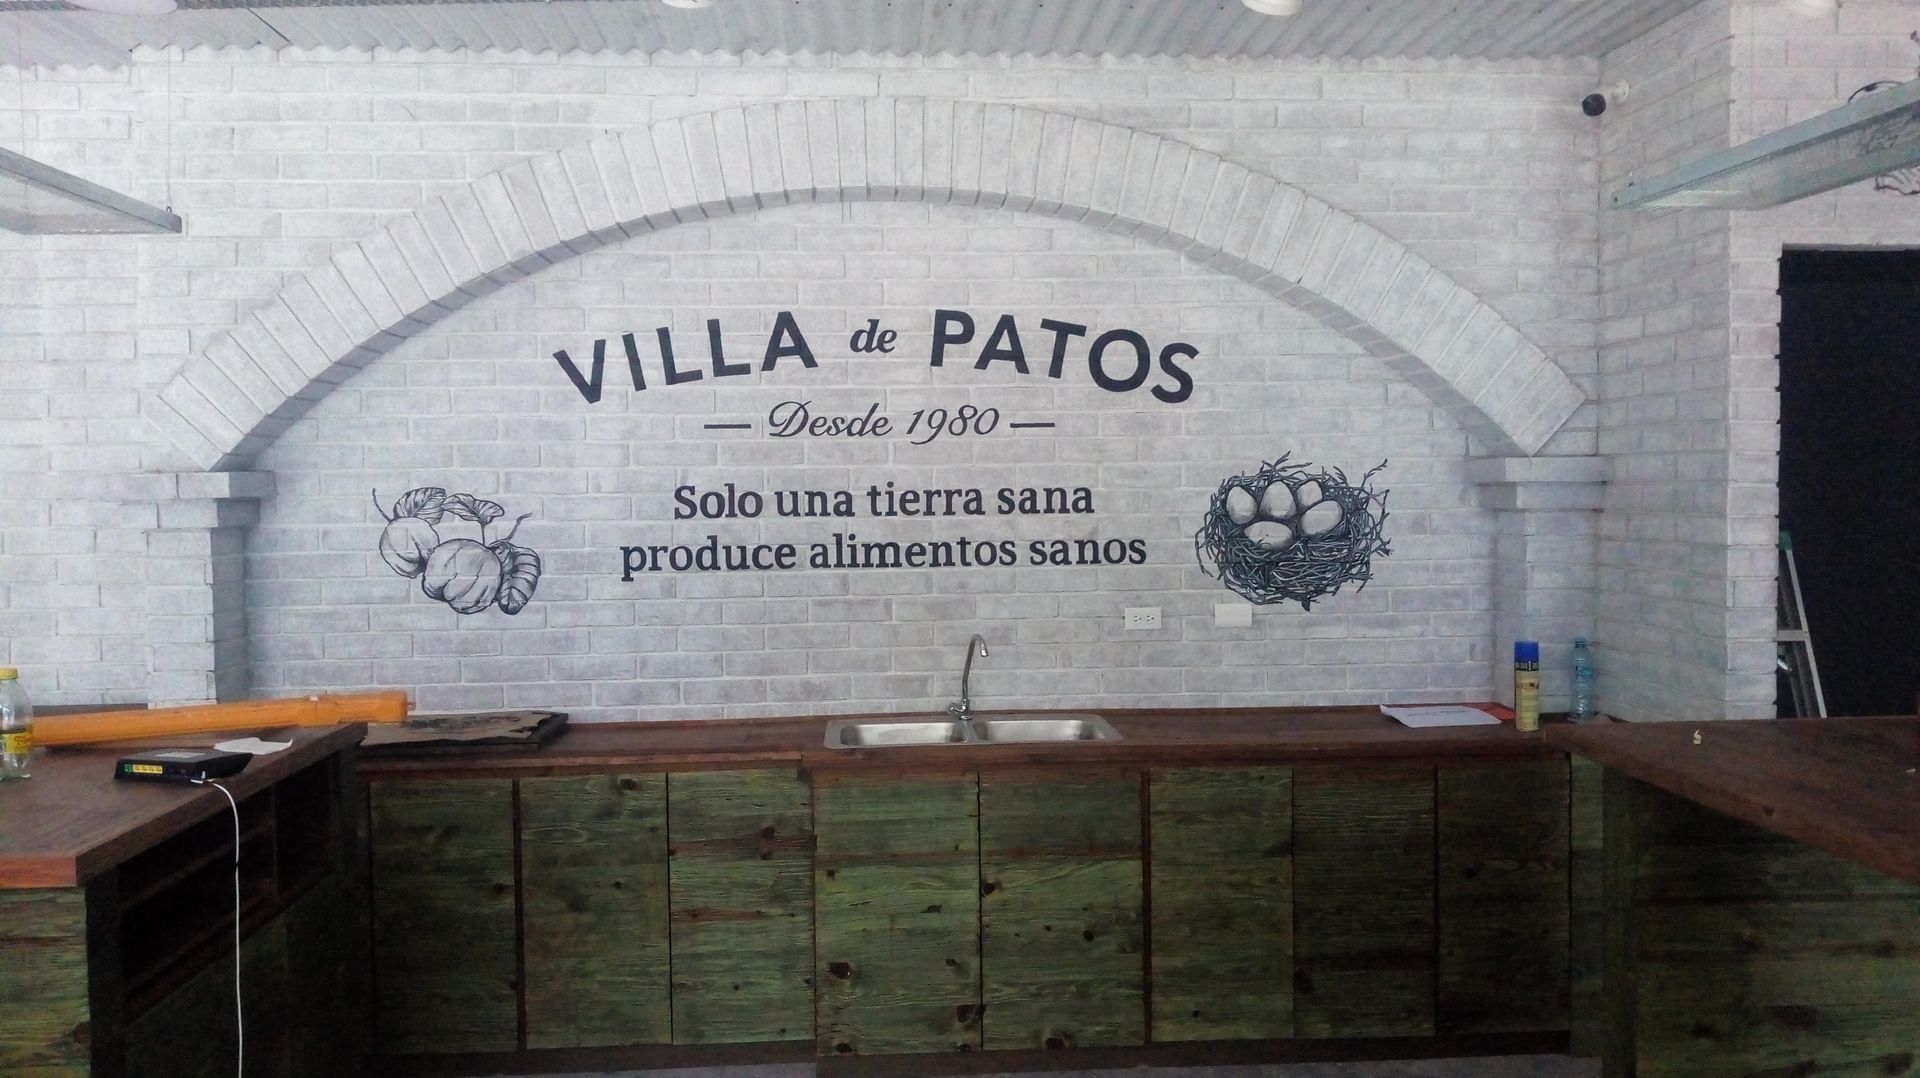 VILLA de PATOS
— Desde 1980 —
Solo una tierra sana
produce alimentos sanos